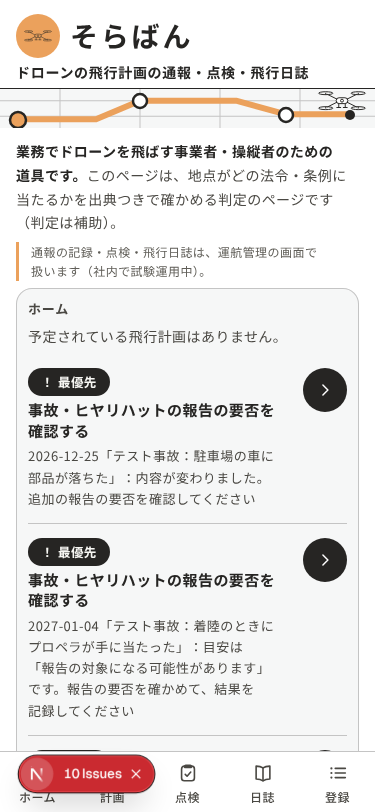 そらばん
ドローンの飛行計画の通報・点検・飛行日誌
業務でドローンを飛ばす事業者・操縦者のための
道具です。このページは、地点がどの法令・条例に
当たるかを出典つきで確かめる判定のページです
（判定は補助）。
通報の記録・点検・飛行日誌は、運航管理の画面で
扱います（社内で試験運用中）。
ホーム
予定されている飛行計画はありません。
！ 最優先
事故・ヒヤリハットの報告の要否を
確認する
2026-12-25「テスト事故：駐車場の車に
部品が落ちた」：内容が変わりました。
追加の報告の要否を確認してください
！ 最優先
事故・ヒヤリハットの報告の要否を
確認する
2027-01-04「テスト事故：着陸のときに
プロペラが手に当たった」：目安は
「報告の対象になる可能性があります」
です。報告の要否を確かめて、結果を
記録してください
N 10 Issues
ホーム 計画 点検 日誌 登録